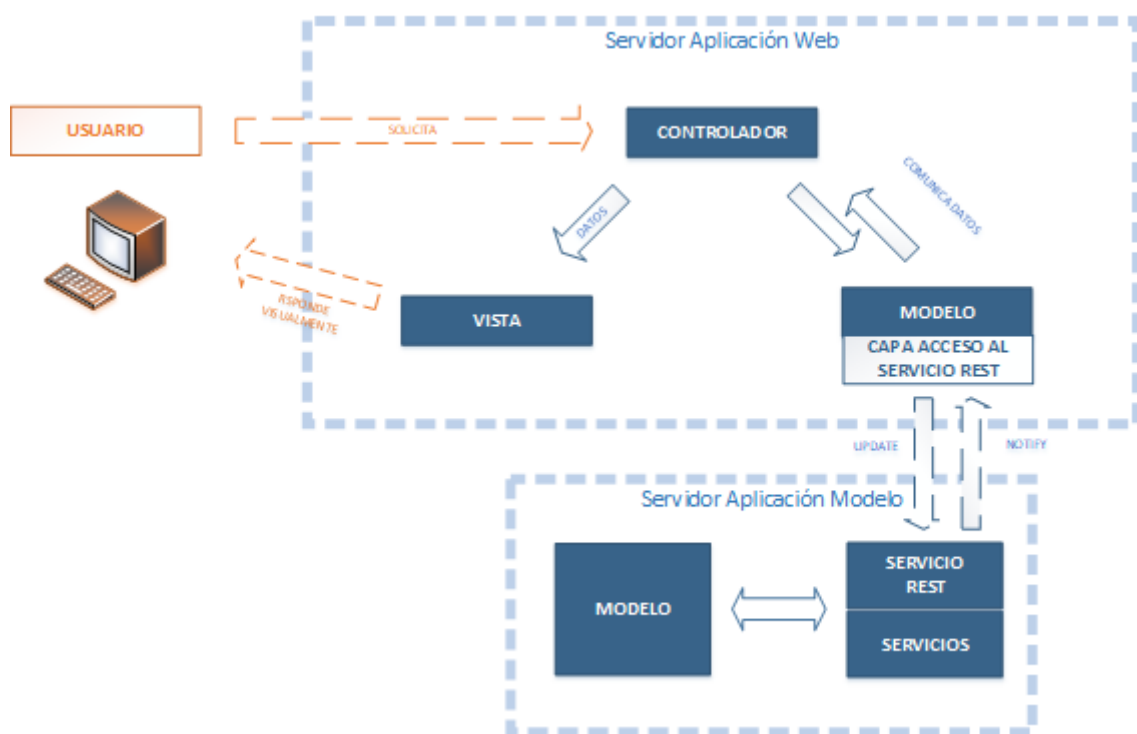 Servidor Aplicación Web
USUARIO
SOLICITA
CONTROLADOR
COMUNICA DATOS
DATOS
RSPONDE
VISUALMENTE
VISTA
MODELO
CAPA ACCESO AL
SERVICIO REST
UPDATE
NOTIFY
Servidor Aplicación Modelo
MODELO
SERVICIO
REST
SERVICIOS